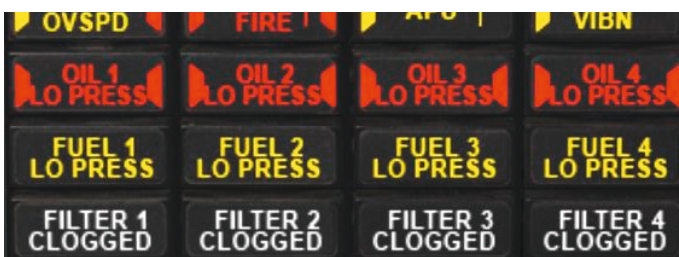 OVSPD FIRE APU VIBN
OIL 1 OIL 2 OIL 3 OIL 4
LO PRESS LO PRESS LO PRESS LO PRESS
FUEL 1 FUEL 2 FUEL 3 FUEL 4
LO PRESS LO PRESS LO PRESS LO PRESS
FILTER 1 FILTER 2 FILTER 3 FILTER 4
CLOGGED CLOGGED CLOGGED CLOGGED